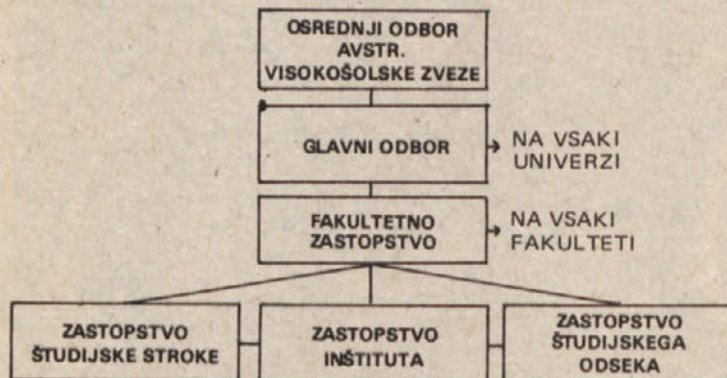 OSREDNJI ODBOR
AVSTR.
VISOKOŠOLSKE ZVEZE
GLAVNI ODBOR
NA VSAKI
UNIVERZI
FAKULTETNO
ZASTOPSTVO
NA VSAKI
FAKULTETI
ZASTOPSTVO
ŠTUDIJSKE STROKE
ZASTOPSTVO
INŠTITUTA
ZASTOPSTVO
ŠTUDIJSKEGA
ODSEKA